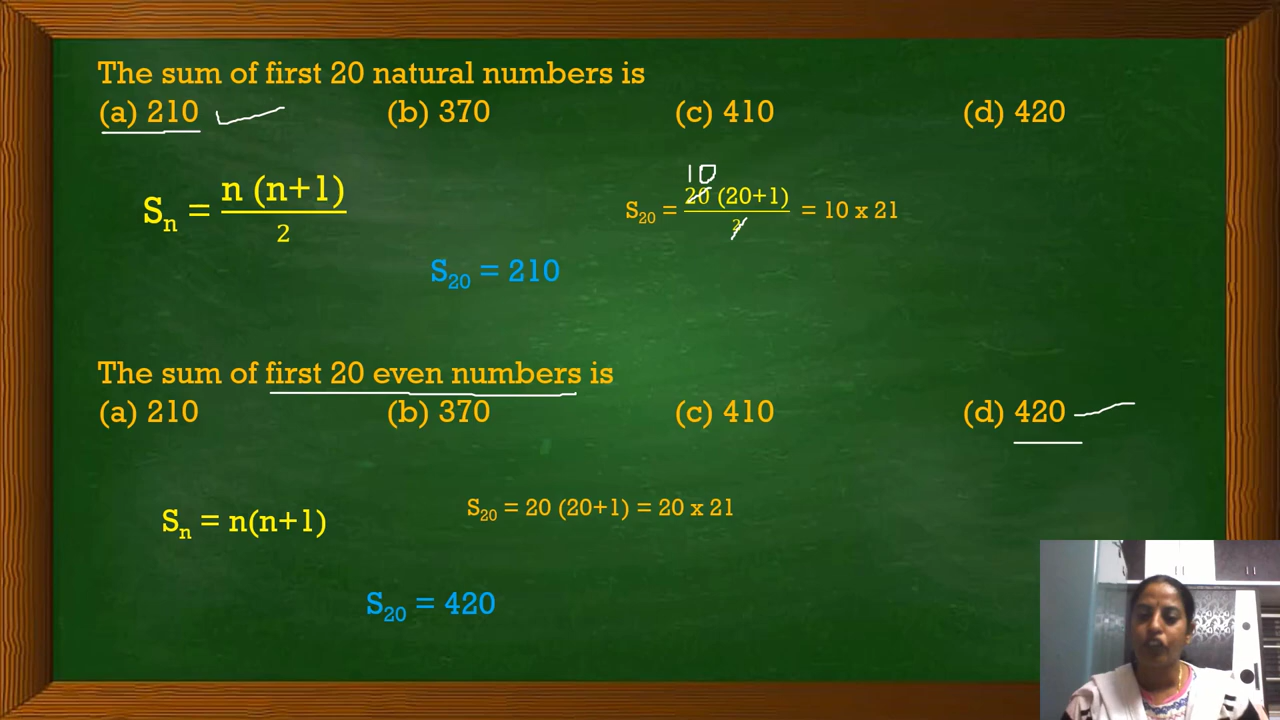 The sum of first 20 natural numbers is
(a) 210 (b) 370 (c) 410 (d) 420
10
Sn = n (n+1) / 2
S20 = 20 (20+1) / 2 = 10 x 21
S20 = 210
The sum of first 20 even numbers is
(a) 210 (b) 370 (c) 410 (d) 420
Sn = n(n+1)
S20 = 20 (20+1) = 20 x 21
S20 = 420